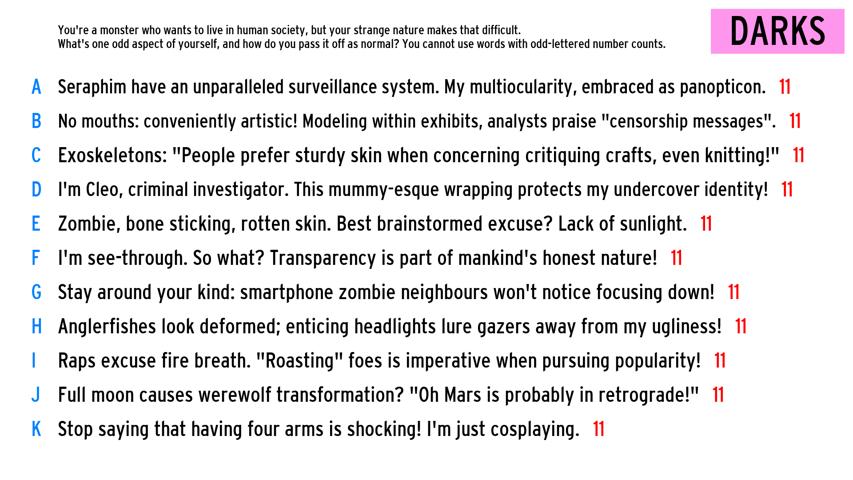 You're a monster who wants to live in human society, but your strange nature makes that difficult.
What's one odd aspect of yourself, and how do you pass it off as normal? You cannot use words with odd-lettered number counts.
DARKS
A Seraphim have an unparalleled surveillance system. My multiocularity, embraced as panopticon. 11
B No mouths: conveniently artistic! Modeling within exhibits, analysts praise "censorship messages". 11
C Exoskeletons: "People prefer sturdy skin when concerning critiquing crafts, even knitting!" 11
D I'm Cleo, criminal investigator. This mummy-esque wrapping protects my undercover identity! 11
E Zombie, bone sticking, rotten skin. Best brainstormed excuse? Lack of sunlight. 11
F I'm see-through. So what? Transparency is part of mankind's honest nature! 11
G Stay around your kind: smartphone zombie neighbours won't notice focusing down! 11
H Anglerfishes look deformed; enticing headlights lure gazers away from my ugliness! 11
I Raps excuse fire breath. "Roasting" foes is imperative when pursuing popularity! 11
J Full moon causes werewolf transformation? "Oh Mars is probably in retrograde!" 11
K Stop saying that having four arms is shocking! I'm just cosplaying. 11